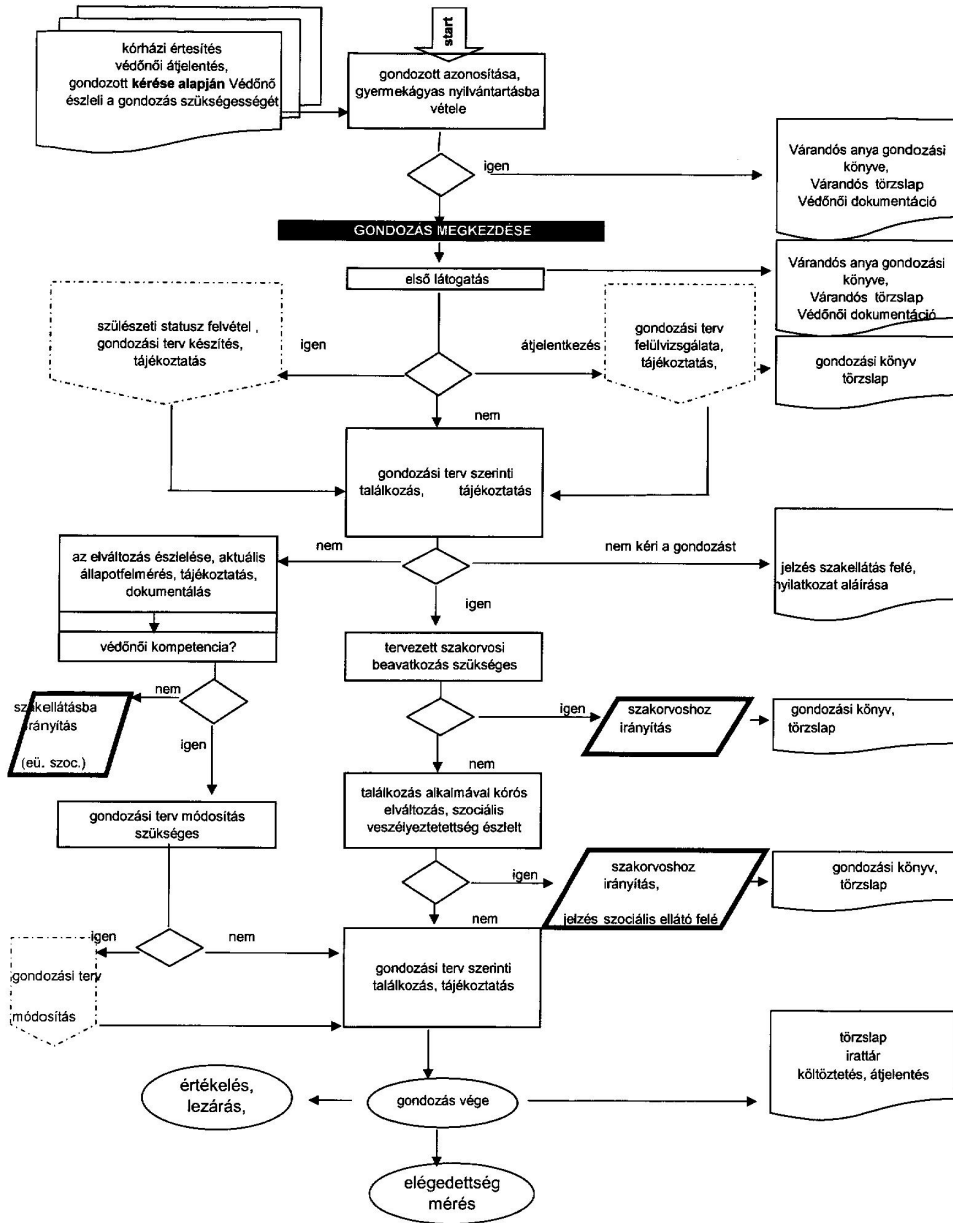 kórházi értesítés
védőnői átjelentés,
gondozott kérése alapján Védőnő
észleli a gondozás szükségességét
start
gondozott azonosítása,
gyermekágyas nyilvántartásba
vétele
igen
Várandós anya gondozási
könyve,
Várandós törzslap
Védőnői dokumentáció
GONDOZÁS MEGKEZDÉSE
első látogatás
Várandós anya gondozási
könyve,
Várandós törzslap
Védőnői dokumentáció
szülészeti statusz felvétel ,
gondozási terv készítés,
tájékoztatás
igen
átjelentkezés
gondozási terv
felülvizsgálata,
tájékoztatás,
gondozási könyv
törzslap
nem
gondozási terv szerinti
találkozás, tájékoztatás
az elváltozás észlelése, aktuális
állapotfelmérés, tájékoztatás,
dokumentálás
nem
nem kéri a gondozást
jelzés szakellátás felé,
nyilatkozat aláírása
igen
védőnői kompetencia?
tervezett szakorvosi
beavatkozás szükséges
nem
szakellátásba
irányítás
(eü. szoc.)
igen
igen
szakorvoshoz
irányítás
gondozási könyv,
törzslap
nem
gondozási terv módosítás
szükséges
találkozás alkalmával kórós
elváltozás, szociális
veszélyeztetettség észlelt
igen
szakorvoshoz
irányítás,
jelzés szociális ellátó felé
gondozási könyv,
törzslap
nem
igen
nem
gondozási terv
módosítás
gondozási terv szerinti
találkozás, tájékoztatás
törzslap
irattár
költöztetés, átjelentés
értékelés,
lezárás,
gondozás vége
elégedettség
mérés